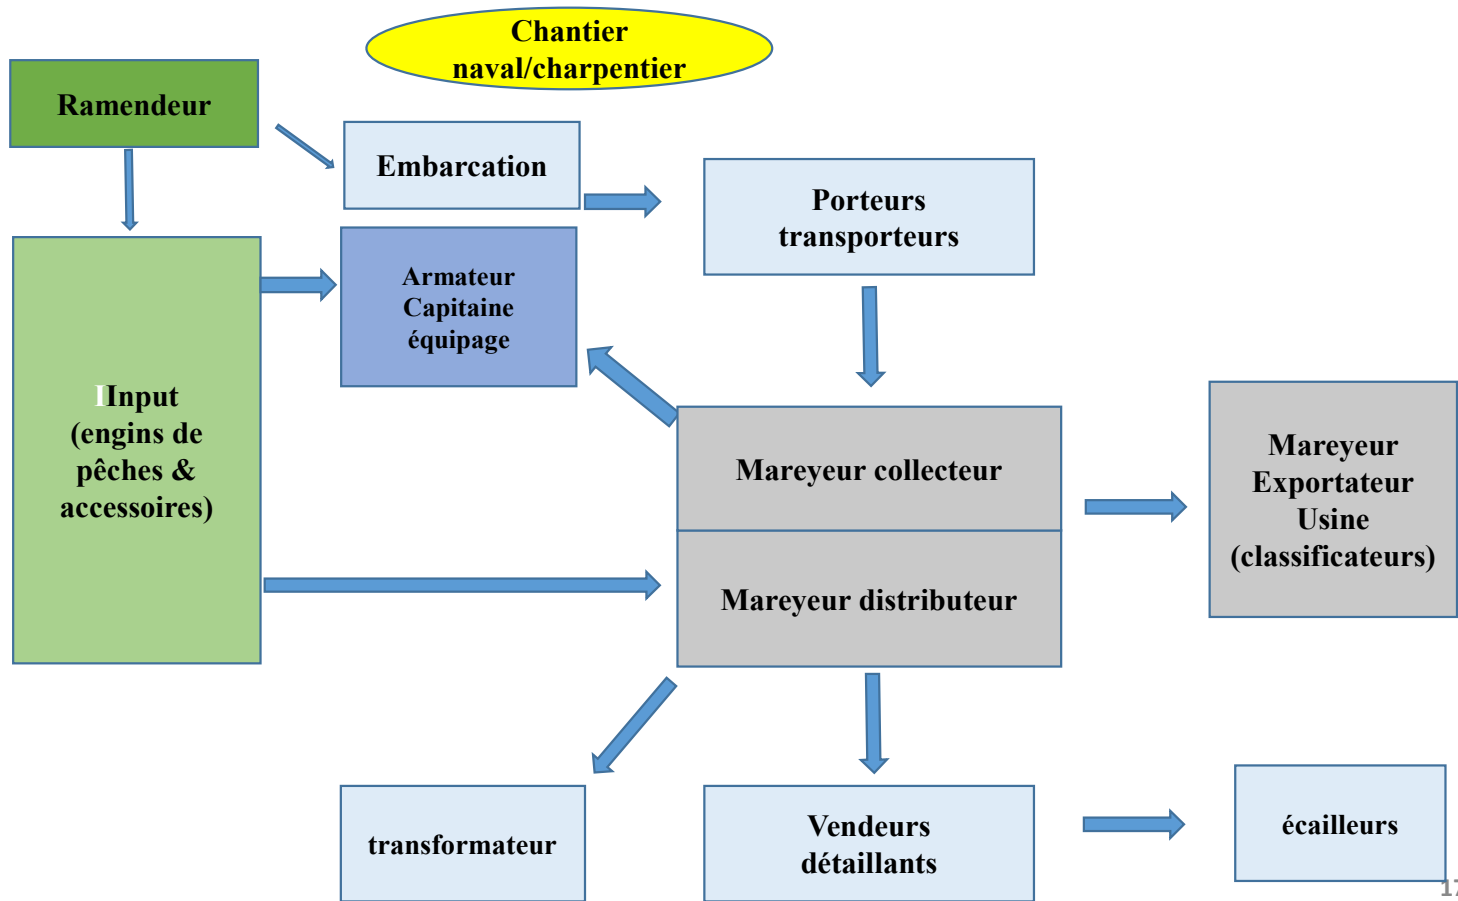 Chantier
naval/charpentier
Ramendeur
Embarcation
Porteurs
transporteurs
Armateur
Capitaine
équipage
IInput
(engins de
pêches &
accessoires)
Mareyeur collecteur
Mareyeur distributeur
Mareyeur
Exportateur
Usine
(classificateurs)
transformateur
Vendeurs
détaillants
écailleurs
17